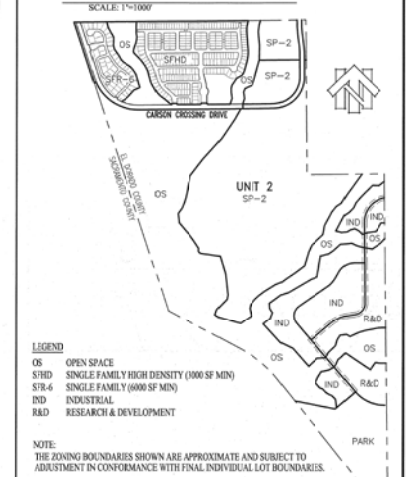 SCALE: 1"=1000'
OS
SP-2
SFHD
SFR-6
OS
SP-2
CARSON CROSSING DRIVE
EL DORADO COUNTY
SACRAMENTO COUNTY
OS
UNIT 2
SP-2
IND
IND
OS
OS
IND
R&D
IND
OS
OS
IND
R&D
PARK
LEGEND
OS OPEN SPACE
SFHD SINGLE FAMILY HIGH DENSITY (3000 SF MIN)
SFR-6 SINGLE FAMILY (6000 SF MIN)
IND INDUSTRIAL
R&D RESEARCH & DEVELOPMENT
NOTE:
THE ZONING BOUNDARIES SHOWN ARE APPROXIMATE AND SUBJECT TO
ADJUSTMENT IN CONFORMANCE WITH FINAL INDIVIDUAL LOT BOUNDARIES.